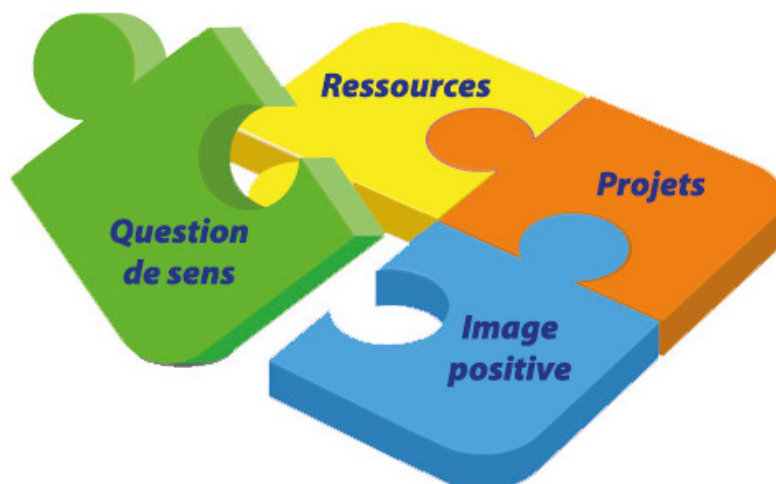 Ressources
Projets
Question
de sens
Image
positive